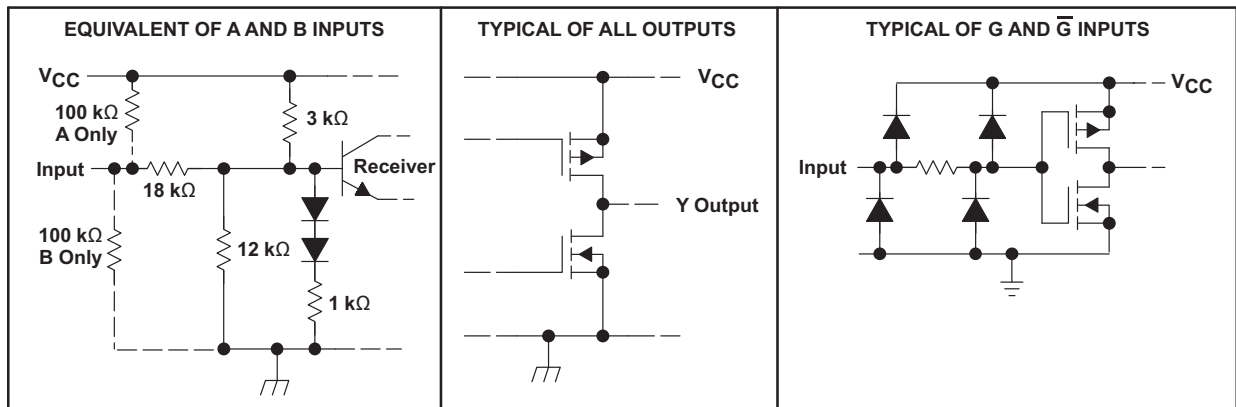 EQUIVALENT OF A AND B INPUTS
VCC
100 kΩ
A Only
3 kΩ
Input
Receiver
18 kΩ
100 kΩ
B Only
12 kΩ
1 kΩ
TYPICAL OF ALL OUTPUTS
VCC
Y Output
TYPICAL OF G AND G̅ INPUTS
VCC
Input